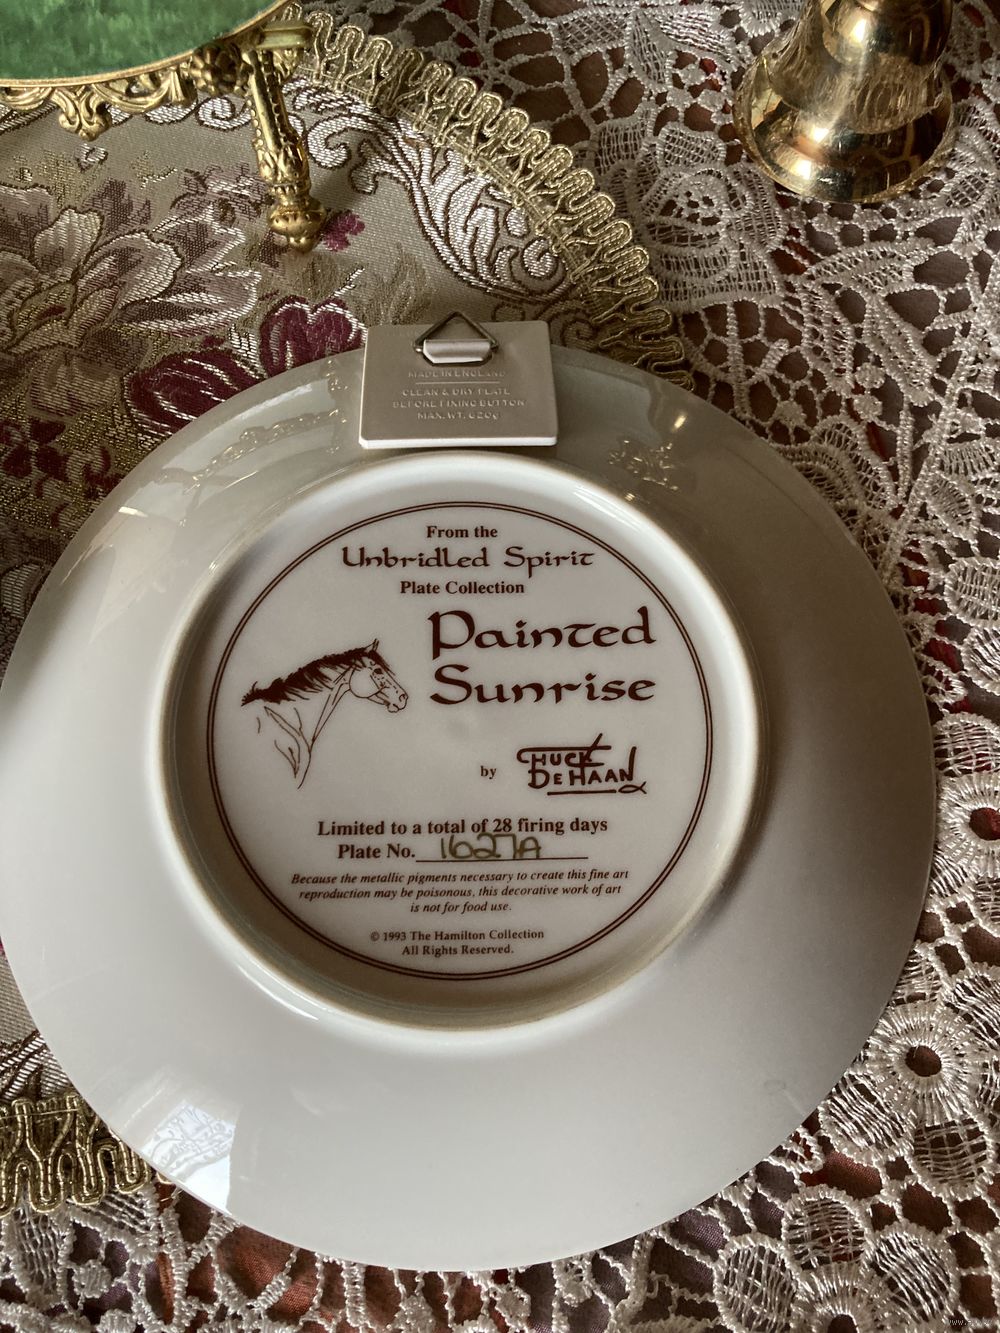 MADE IN ENGLAND
CLEAN & DRY PLATE
BEFORE FIXING BUTTON
MAX. WT. 620g
From the
Unbridled Spirit
Plate Collection
Painted
Sunrise
by CHUCK
DEHAAN
Limited to a total of 28 firing days
Plate No. 1627A
Because the metallic pigments necessary to create this fine art
reproduction may be poisonous, this decorative work of art
is not for food use.
© 1993 The Hamilton Collection
All Rights Reserved.